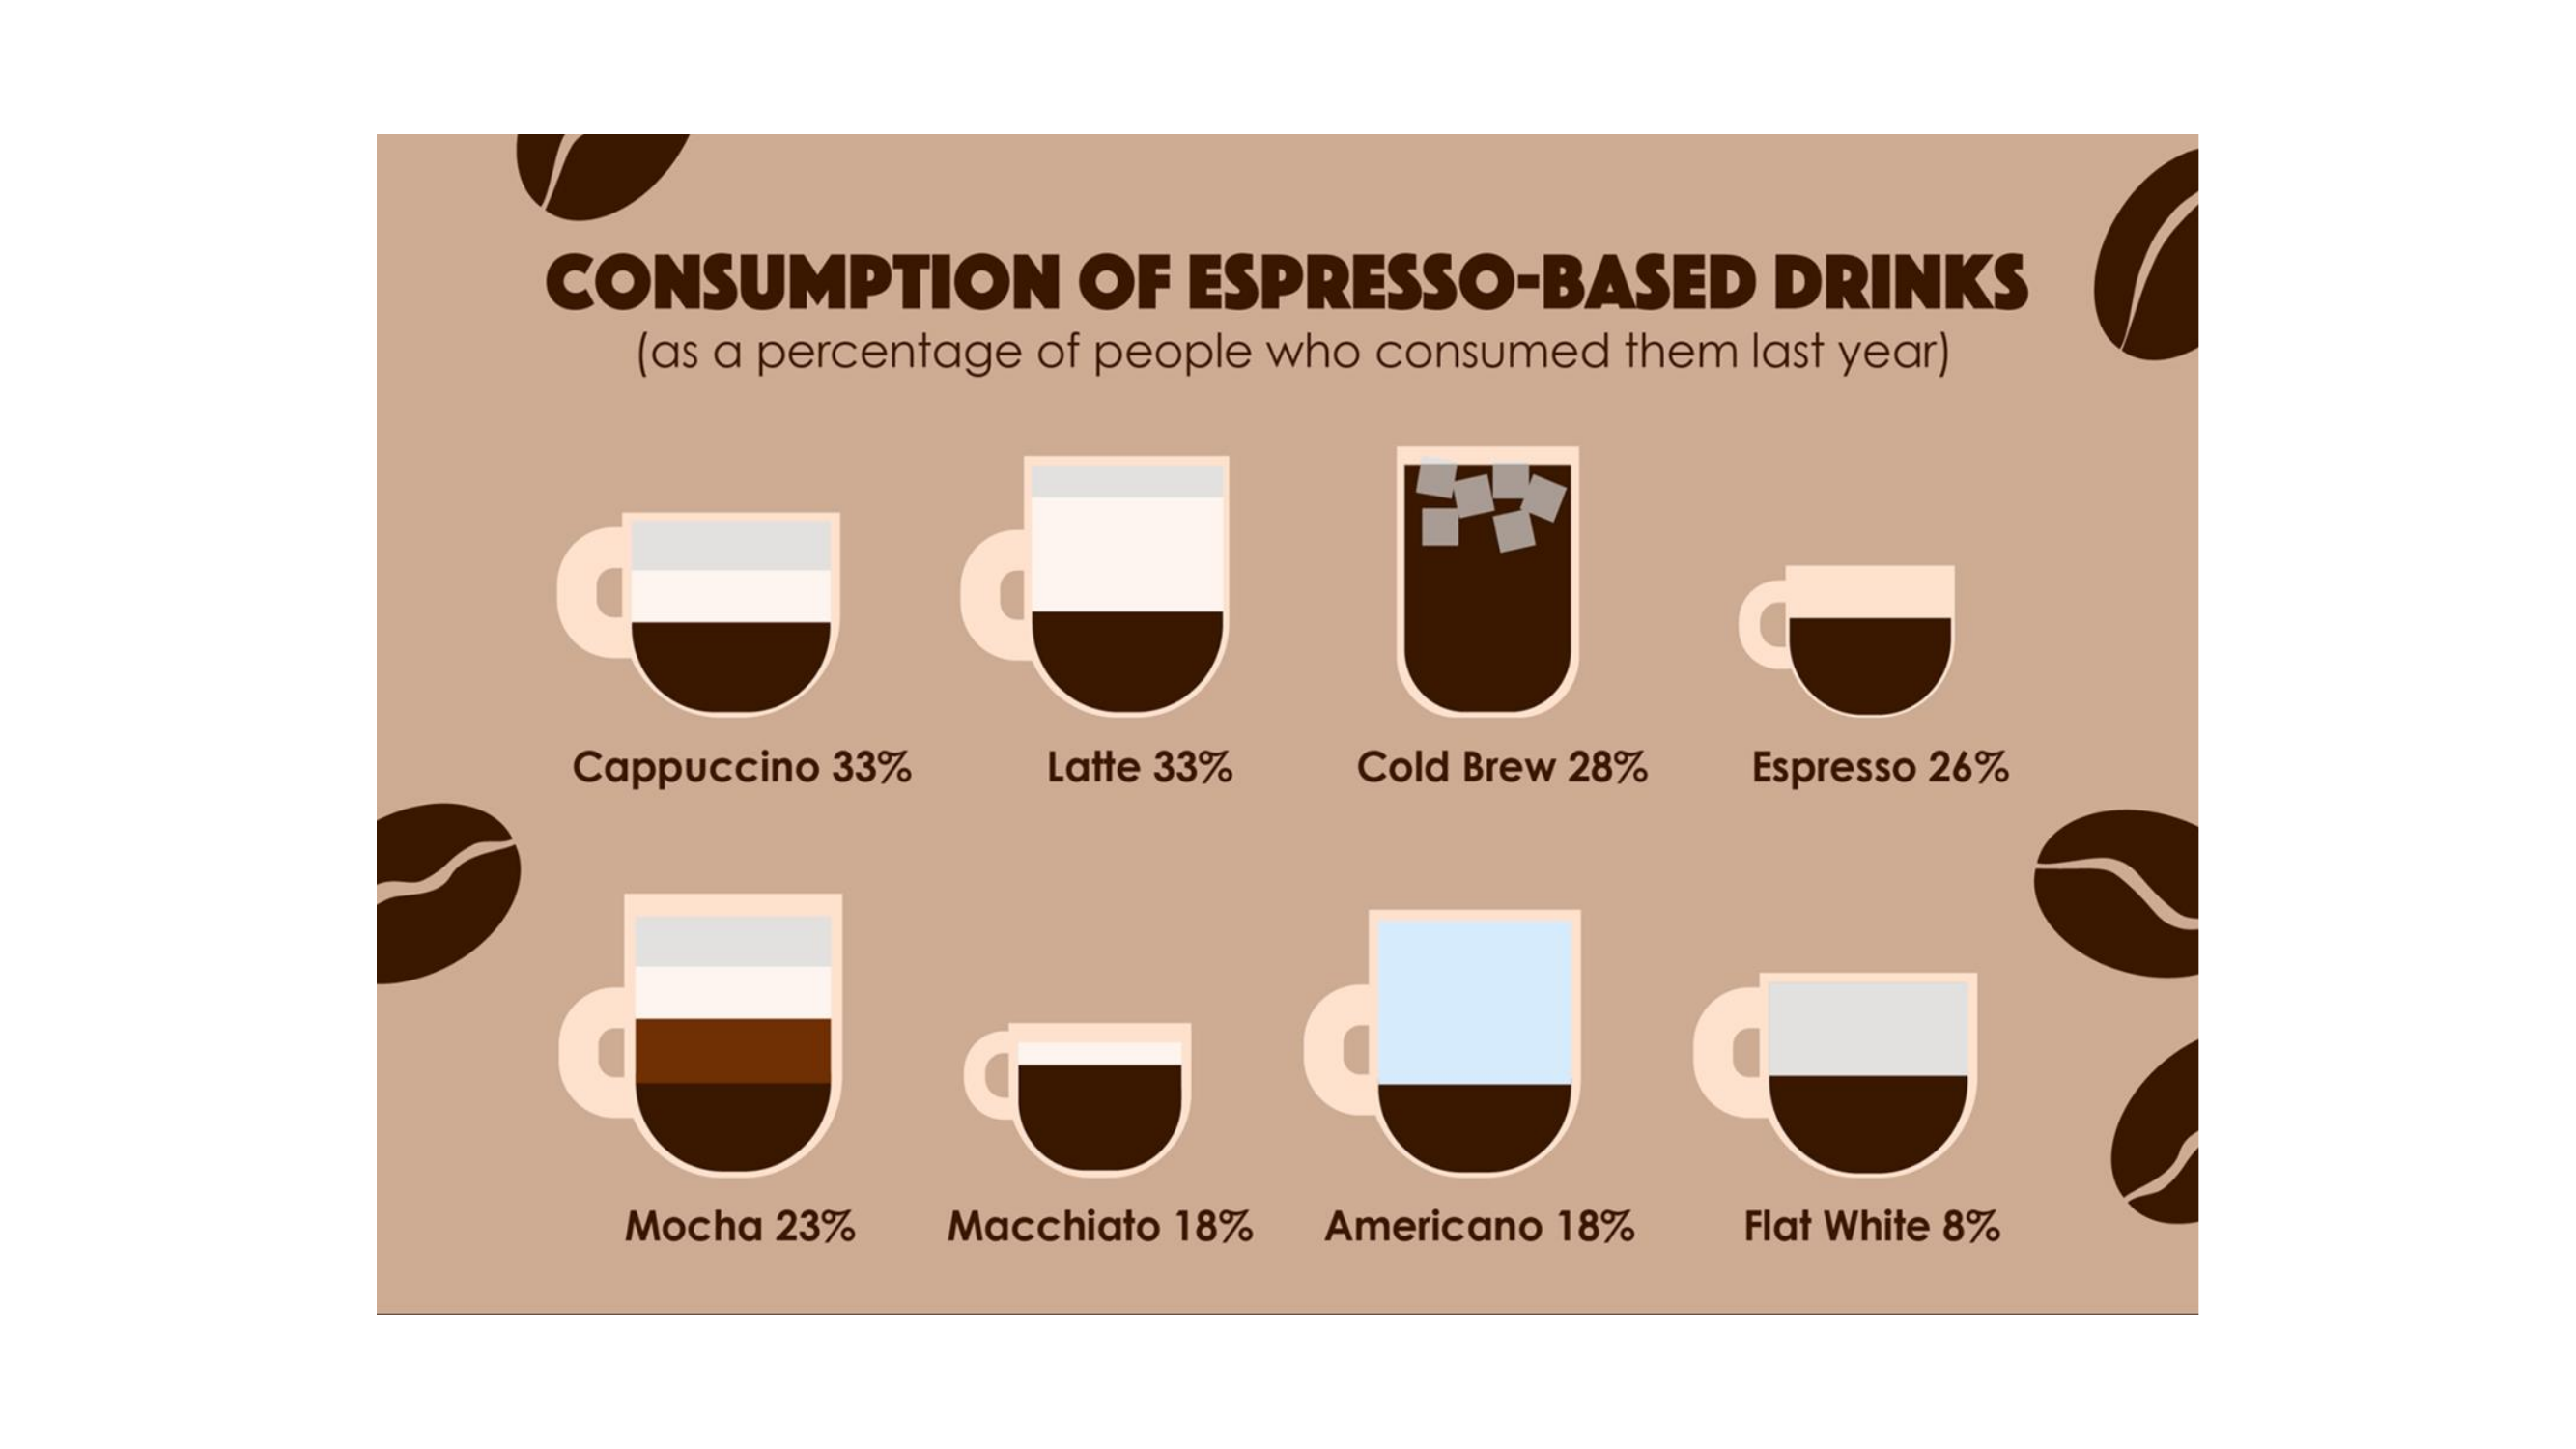 CONSUMPTION OF ESPRESSO-BASED DRINKS
(as a percentage of people who consumed them last year)
Cappuccino 33%
Latte 33%
Cold Brew 28%
Espresso 26%
Mocha 23%
Macchiato 18%
Americano 18%
Flat White 8%